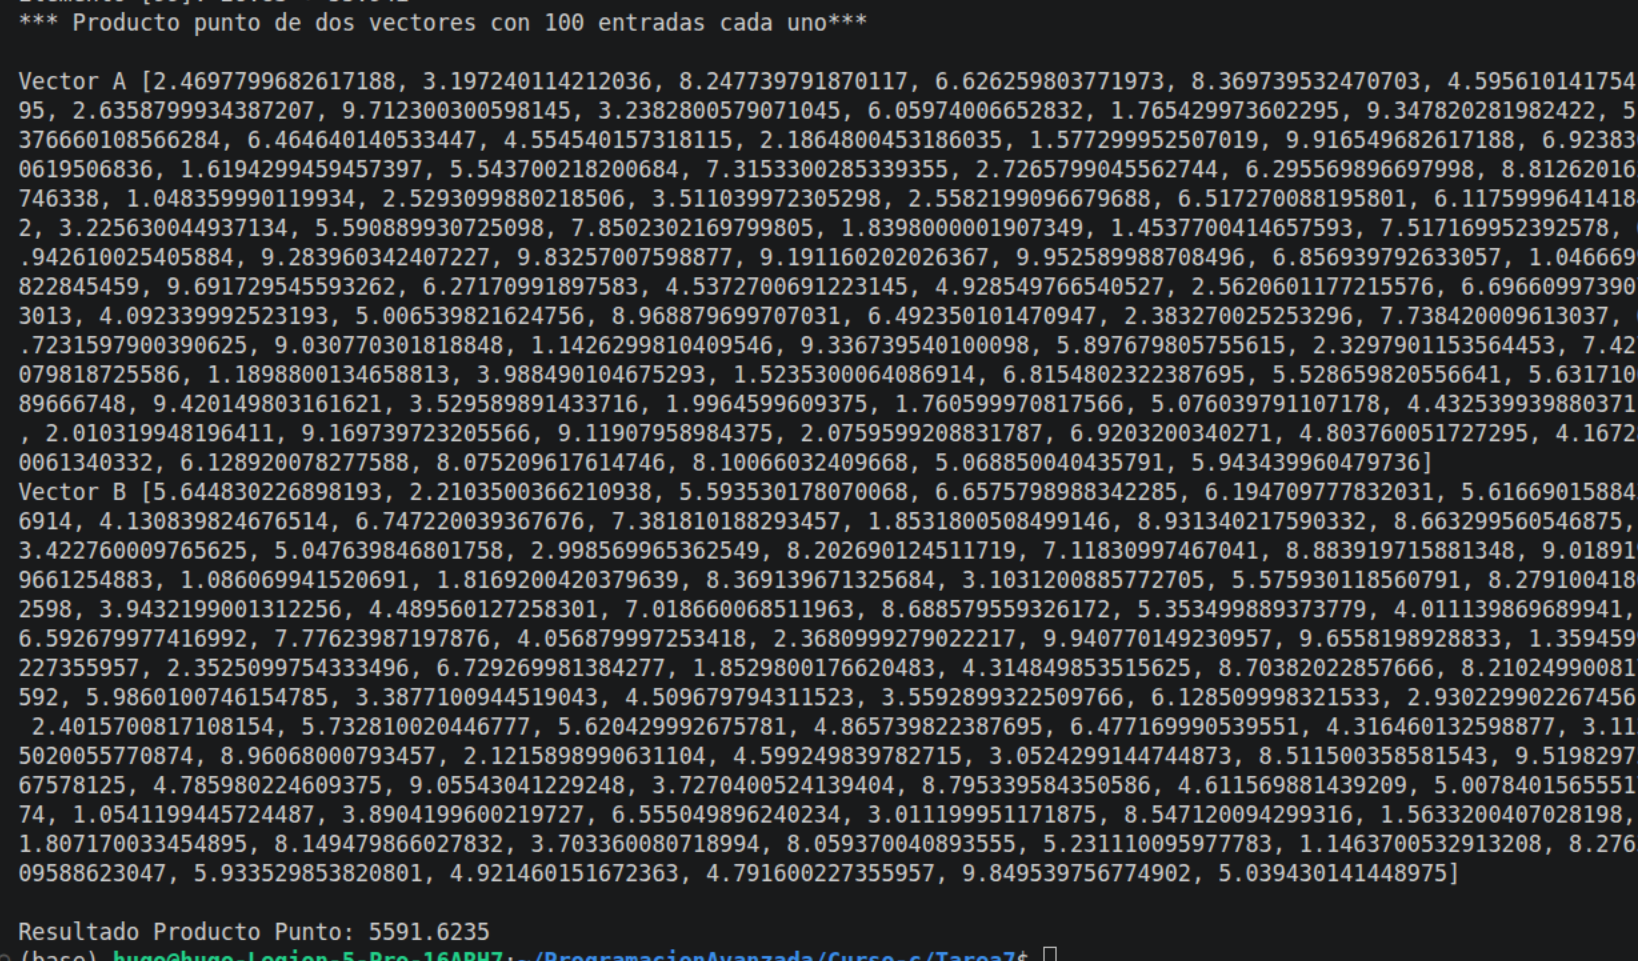 *** Producto punto de dos vectores con 100 entradas cada uno***
Vector A [2.4697799682617188, 3.197240114212036, 8.247739791870117, 6.626259803771973, 8.369739532470703, 4.595610141754
95, 2.6358799934387207, 9.712300300598145, 3.2382800579071045, 6.05974006652832, 1.765429973602295, 9.347820281982422, 5
376660108566284, 6.464640140533447, 4.554540157318115, 2.1864800453186035, 1.577299952507019, 9.916549682617188, 6.92383
0619506836, 1.6194299459457397, 5.543700218200684, 7.3153300285339355, 2.7265799045562744, 6.295569896697998, 8.81262016
746338, 1.048359990119934, 2.5293099880218506, 3.511039972305298, 2.5582199096679688, 6.517270088195801, 6.1175999641418
2, 3.225630044937134, 5.590889930725098, 7.8502302169799805, 1.8398000001907349, 1.4537700414657593, 7.517169952392578,
.942610025405884, 9.283960342407227, 9.83257007598877, 9.191160202026367, 9.952589988708496, 6.856939792633057, 1.046669
822845459, 9.691729545593262, 6.27170991897583, 4.5372700691223145, 4.928549766540527, 2.5620601177215576, 6.69660997390
3013, 4.092339992523193, 5.006539821624756, 8.968879699707031, 6.492350101470947, 2.383270025253296, 7.738420009613037,
.7231597900390625, 9.030770301818848, 1.1426299810409546, 9.336739540100098, 5.897679805755615, 2.3297901153564453, 7.42
079818725586, 1.1898800134658813, 3.988490104675293, 1.5235300064086914, 6.8154802322387695, 5.528659820556641, 5.631710
89666748, 9.420149803161621, 3.529589891433716, 1.9964599609375, 1.760599970817566, 5.076039791107178, 4.432539939880371
, 2.010319948196411, 9.169739723205566, 9.11907958984375, 2.0759599208831787, 6.9203200340271, 4.803760051727295, 4.1672
0061340332, 6.128920078277588, 8.075209617614746, 8.10066032409668, 5.068850040435791, 5.943439960479736]
Vector B [5.644830226898193, 2.2103500366210938, 5.593530178070068, 6.6575798988342285, 6.194709777832031, 5.61669015884
6914, 4.130839824676514, 6.747220039367676, 7.381810188293457, 1.8531800508499146, 8.931340217590332, 8.663299560546875,
3.422760009765625, 5.047639846801758, 2.998569965362549, 8.202690124511719, 7.11830997467041, 8.883919715881348, 9.01891
9661254883, 1.086069941520691, 1.8169200420379639, 8.369139671325684, 3.1031200885772705, 5.575930118560791, 8.279100418
2598, 3.9432199001312256, 4.489560127258301, 7.018660068511963, 8.688579559326172, 5.353499889373779, 4.011139869689941,
6.592679977416992, 7.77623987197876, 4.056879997253418, 2.3680999279022217, 9.940770149230957, 9.6558198928833, 1.359459
227355957, 2.3525099754333496, 6.729269981384277, 1.8529800176620483, 4.314849853515625, 8.70382022857666, 8.21024990081
592, 5.9860100746154785, 3.3877100944519043, 4.509679794311523, 3.5592899322509766, 6.128509998321533, 2.930229902267456
2.4015700817108154, 5.732810020446777, 5.620429992675781, 4.865739822387695, 6.477169990539551, 4.316460132598877, 3.11
5020055770874, 8.96068000793457, 2.1215898990631104, 4.599249839782715, 3.0524299144744873, 8.511500358581543, 9.5198297
67578125, 4.785980224609375, 9.05543041229248, 3.7270400524139404, 8.795339584350586, 4.611569881439209, 5.0078401565551
74, 1.0541199445724487, 3.8904199600219727, 6.555049896240234, 3.011199951171875, 8.547120094299316, 1.5633200407028198,
1.807170033454895, 8.149479866027832, 3.703360080718994, 8.059370040893555, 5.231110095977783, 1.1463700532913208, 8.276
09588623047, 5.933529853820801, 4.921460151672363, 4.791600227355957, 9.849539756774902, 5.039430141448975]
Resultado Producto Punto: 5591.6235
(base) hugo@hugo-Legion-5-Pro-16ARH7:~/ProgramacionAvanzada/Curso-c/Tarea7$